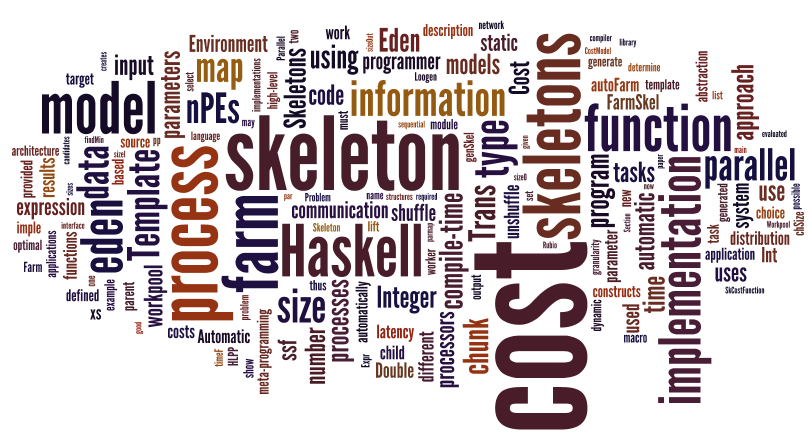 cost
skeleton
skeletons
Haskell
process
model
function
farm
implementation
parallel
information
Template
eden
data
type
map
size
Trans
nPEs
Integer
program
using
code
input
Eden
Environment
parameters
Skeletons
programmer
models
description
static
Cost
work
two
sizeOut
network
Parallel
Loogen
high-level
implementations
select
target
creates
must
sequential
module
genSkel
may
language
source
pp
findMin
candidates
size1
based
architecture
provided
results
sizes
expression
imple
interface
optimal
applications
functions
Farm
one
defined
xs
example
parent
workpool
good
costs
Automatic
problem
timeF
HLPP
show
meta-programming
ssf
thus
number
processes
automatically
Expr
latency
child
Double
different
processors
chunk
output
compile-time
worker
parmap
communication
shuffle
par
Problem
name
structures
required
Skeleton
lift
unshuffle
size0
set
given
Rubio
compiler
library
CostModel
generate
determine
autoFarm
template
FarmSkel
abstraction
list
approach
evaluated
main
paper
tasks
now
new
Section
automatic
granularity
parameter
constructs
dynamic
used
macro
time
task
generated
system
use
choice
Workpool
distribution
application
Int
uses
SkCostFunction
chSize
possible